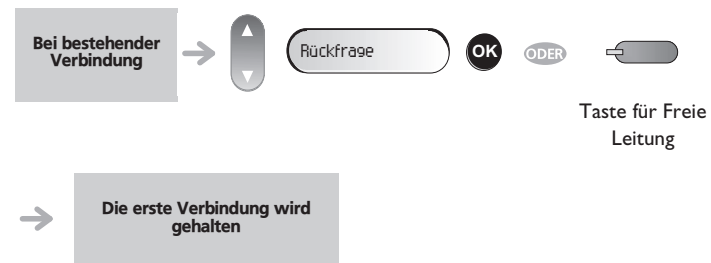 Bei bestehender
Verbindung
Rückfrage
OK
ODER
Taste für Freie
Leitung
Die erste Verbindung wird
gehalten